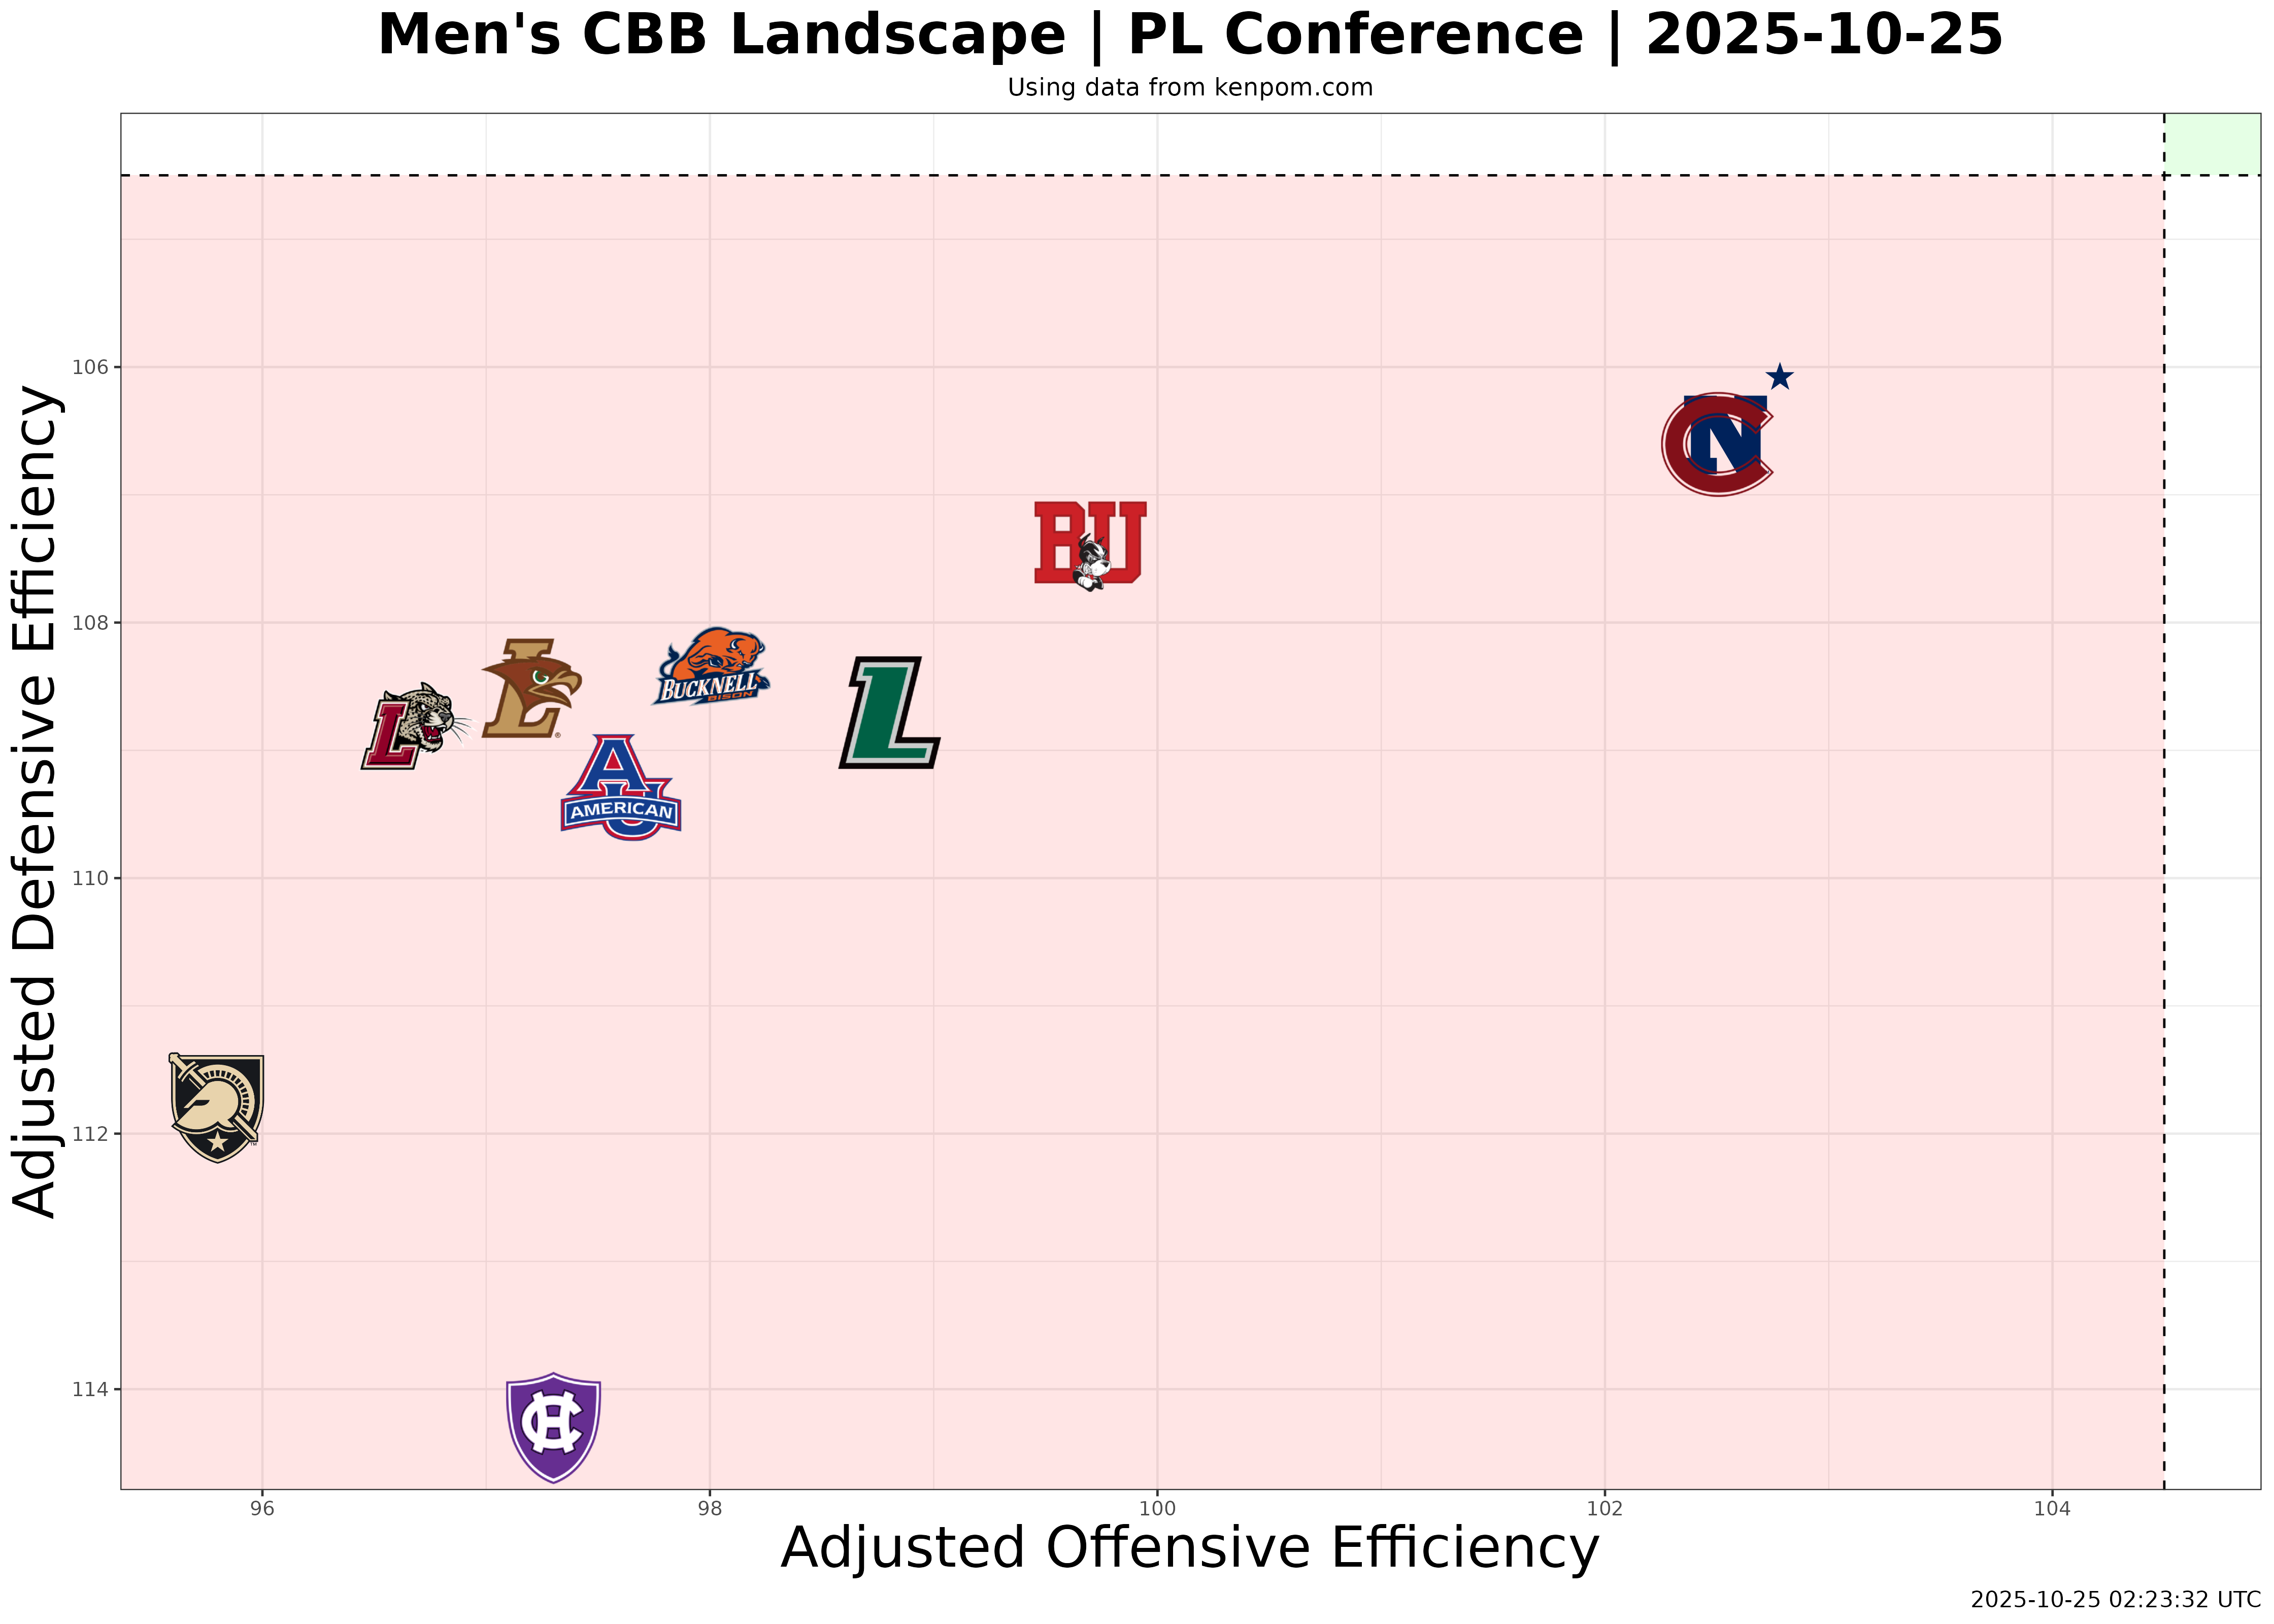 Men's CBB Landscape | PL Conference | 2025-10-25
Using data from kenpom.com
Adjusted Defensive Efficiency
106
108
110
112
114
C
N
BU
L
L
BUCKNELL
BISON
L
A
U
AMERICAN
HC
96
98
100
102
104
Adjusted Offensive Efficiency
2025-10-25 02:23:32 UTC